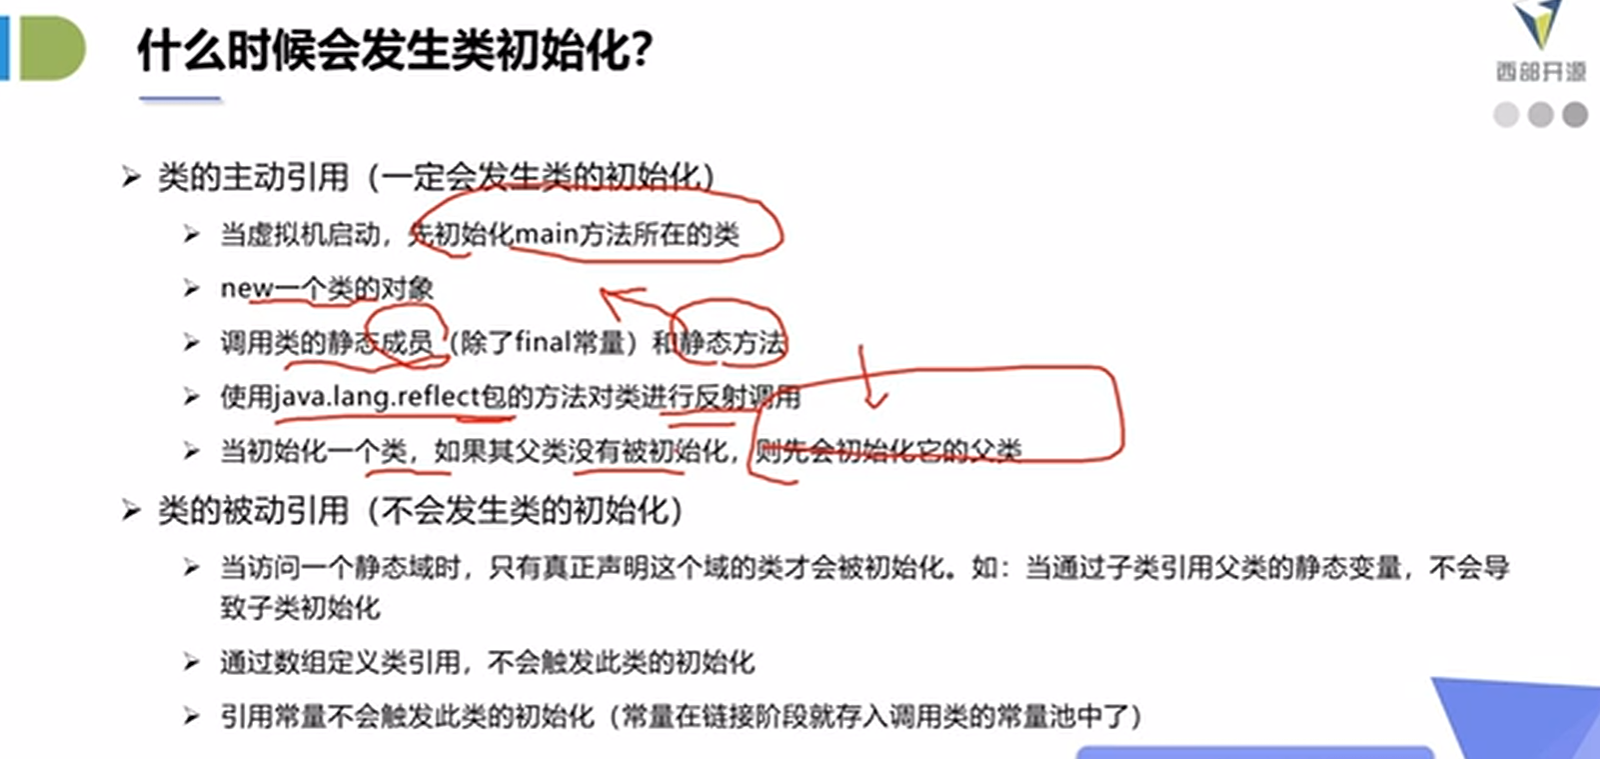 什么时候会发生类初始化？
西部开源
类的主动引用（一定会发生类的初始化）
当虚拟机启动，先初始化main方法所在的类
new一个类的对象
调用类的静态成员（除了final常量）和静态方法
使用java.lang.reflect包的方法对类进行反射调用
当初始化一个类，如果其父类没有被初始化，则先会初始化它的父类
类的被动引用（不会发生类的初始化）
当访问一个静态域时，只有真正声明这个域的类才会被初始化。如：当通过子类引用父类的静态变量，不会导
致子类初始化
通过数组定义类引用，不会触发此类的初始化
引用常量不会触发此类的初始化（常量在链接阶段就存入调用类的常量池中了）